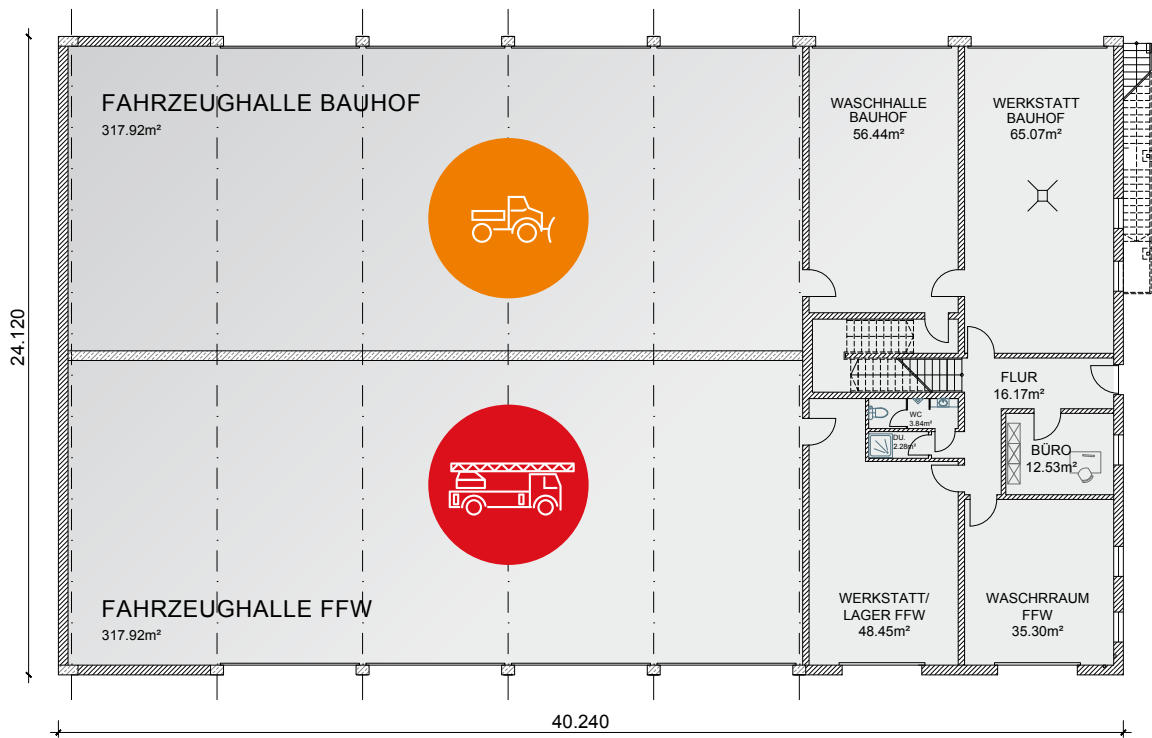 FAHRZEUGHALLE BAUHOF
317.92m²
WASCHHALLE
BAUHOF
56.44m²
WERKSTATT
BAUHOF
65.07m²
24.120
FLUR
16.17m²
WC
3.84m²
DU.
2.28m²
BÜRO
12.53m²
FAHRZEUGHALLE FFW
317.92m²
WERKSTATT/
LAGER FFW
48.45m²
WASCHRRAUM
FFW
35.30m²
40.240